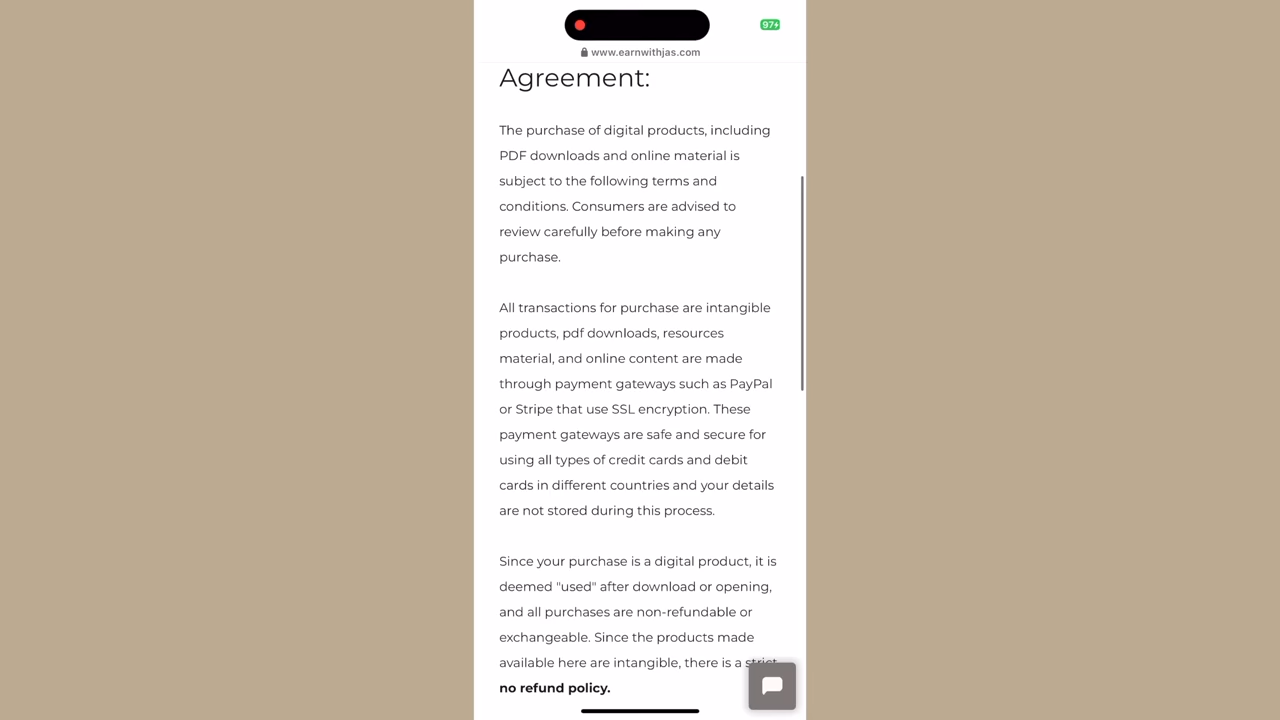 97
www.earnwithjas.com
Agreement:
The purchase of digital products, including
PDF downloads and online material is
subject to the following terms and
conditions. Consumers are advised to
review carefully before making any
purchase.
All transactions for purchase are intangible
products, pdf downloads, resources
material, and online content are made
through payment gateways such as PayPal
or Stripe that use SSL encryption. These
payment gateways are safe and secure for
using all types of credit cards and debit
cards in different countries and your details
are not stored during this process.
Since your purchase is a digital product, it is
deemed "used" after download or opening,
and all purchases are non-refundable or
exchangeable. Since the products made
available here are intangible, there is a strict
no refund policy.